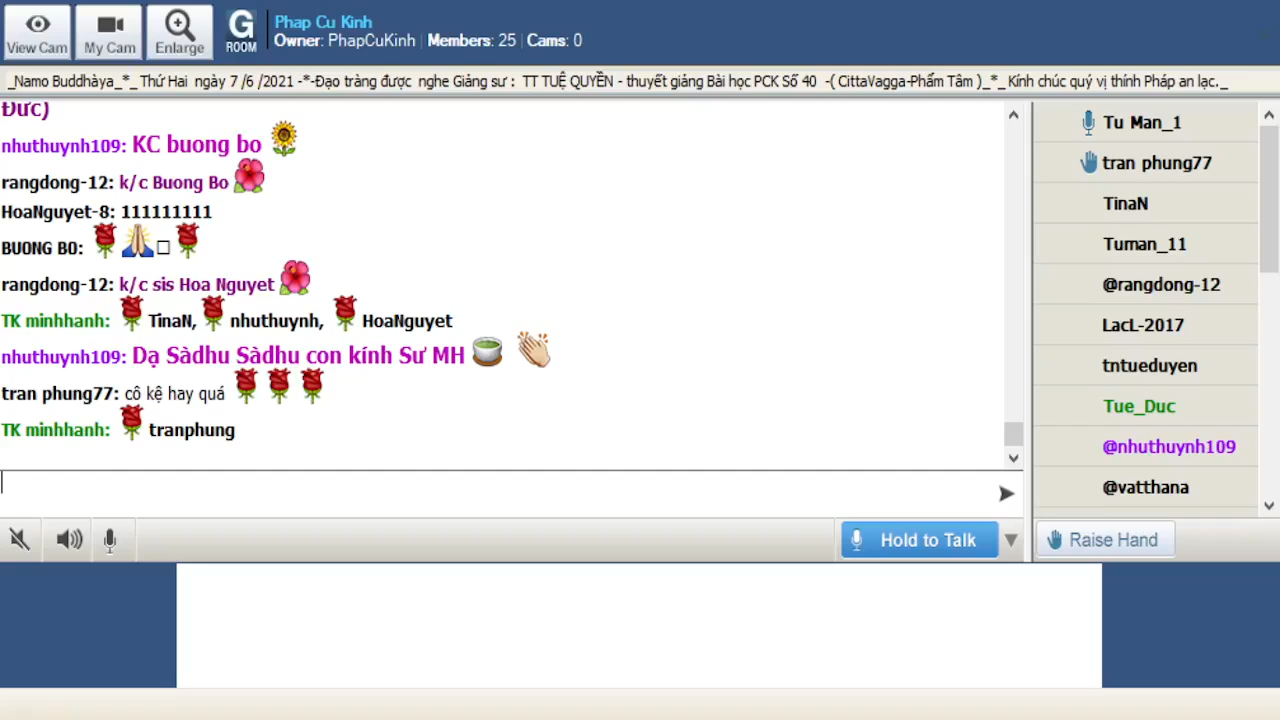 View Cam
My Cam
Enlarge
G
ROOM
Phap Cu Kinh
Owner: PhapCuKinh | Members: 25 | Cams: 0
_Namo Buddhàya_*_Thứ Hai ngày 7 /6 /2021 -*-Đạo tràng được nghe Giảng sư : TT TUỆ QUYỀN - thuyết giảng Bài học PCK Số 40 -( CittaVagga-Phẩm Tâm )_*_ Kính chúc quý vị thính Pháp an lạc._
Đức)
nhuthuynh109: KC buong bo
rangdong-12: k/c Buong Bo
HoaNguyet-8: 111111111
BUONG BO:
rangdong-12: k/c sis Hoa Nguyet
TK minhhanh: TinaN, nhuthuynh, HoaNguyet
nhuthuynh109: Dạ Sàdhu Sàdhu con kính Sư MH
tran phung77: cô kệ hay quá
TK minhhanh: tranphung
Tu Man_1
tran phung77
TinaN
Tuman_11
@rangdong-12
LacL-2017
tntueduyen
Tue_Duc
@nhuthuynh109
@vatthana
Hold to Talk
Raise Hand